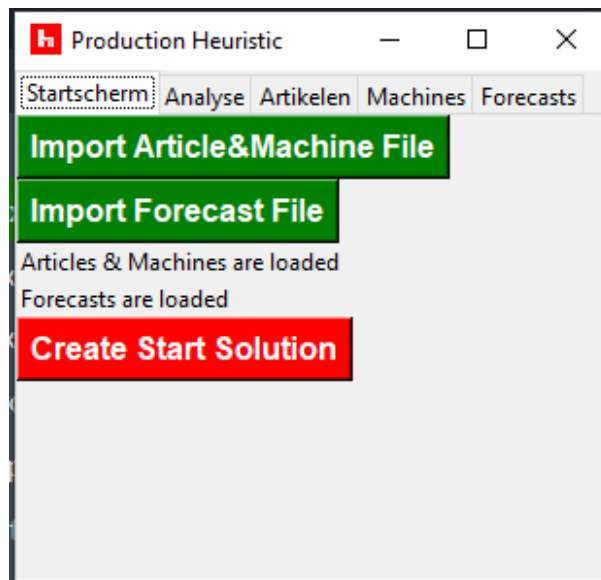 h Production Heuristic
Startscherm Analyse Artikelen Machines Forecasts
Import Article&Machine File
Import Forecast File
Articles & Machines are loaded
Forecasts are loaded
Create Start Solution